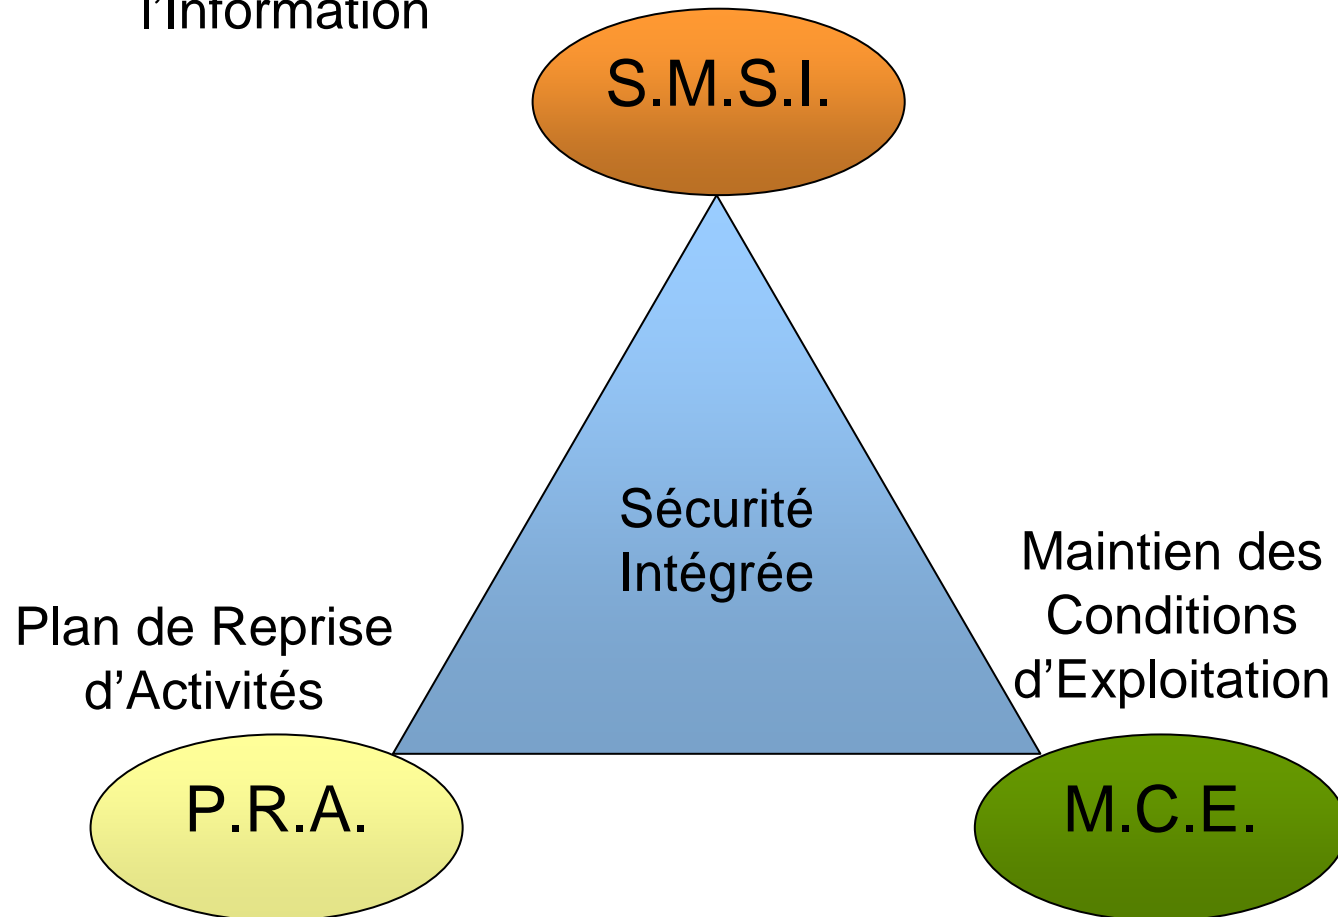 l'Information
S.M.S.I.
Sécurité
Intégrée
Maintien des
Conditions
d'Exploitation
Plan de Reprise
d’Activités
P.R.A.
M.C.E.